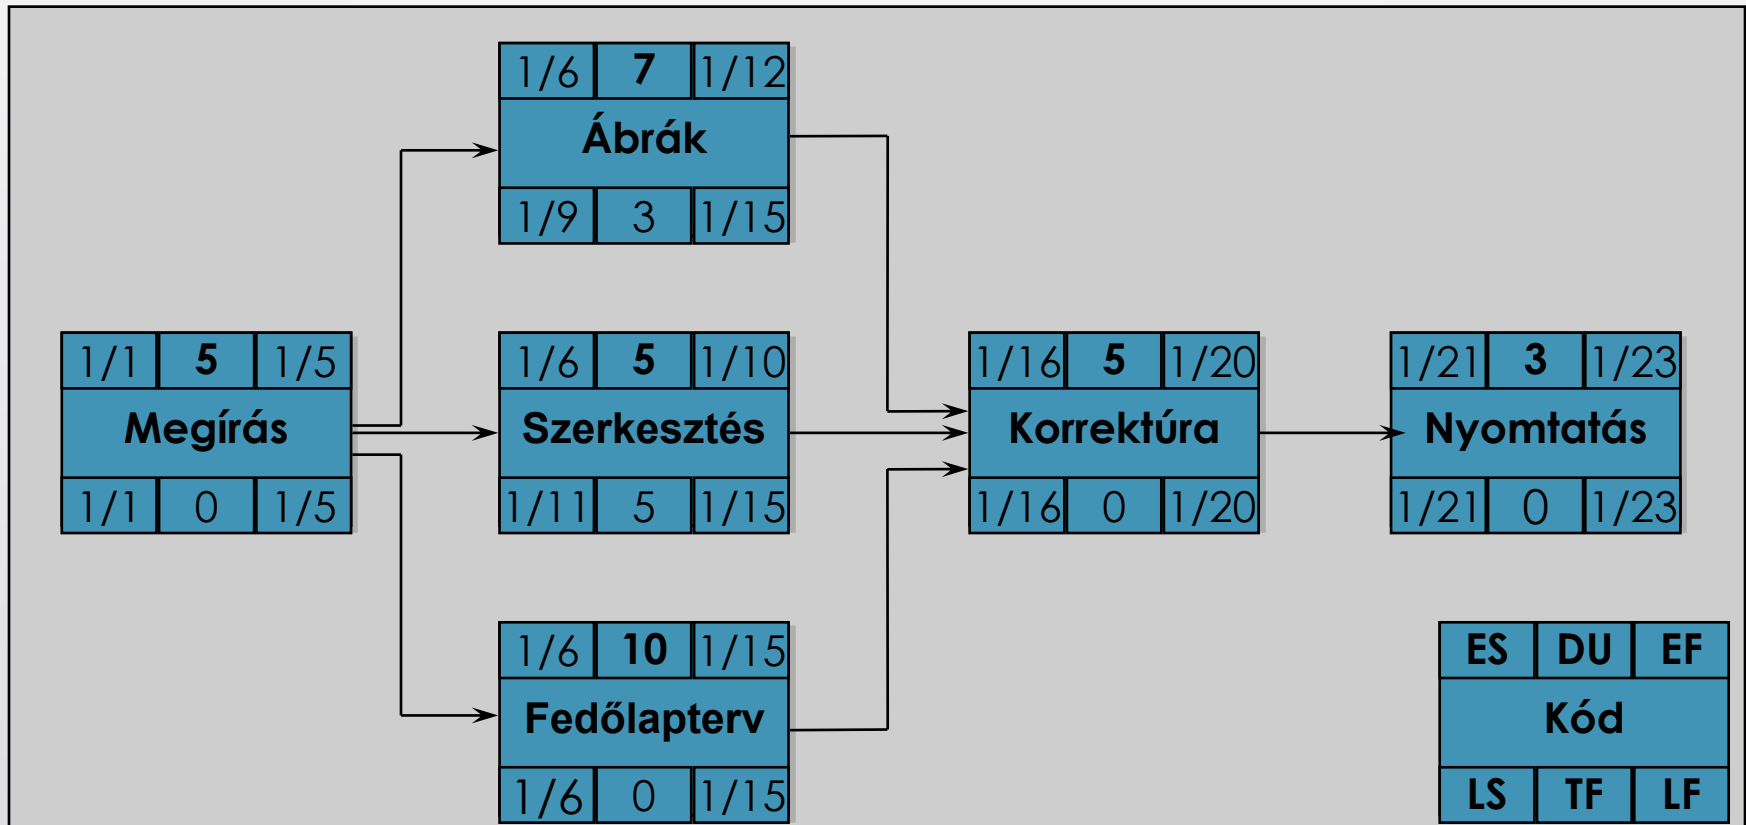 1/6 7 1/12
Ábrák
1/9 3 1/15
1/1 5 1/5
Megírás
1/1 0 1/5
1/6 5 1/10
Szerkesztés
1/11 5 1/15
1/16 5 1/20
Korrektúra
1/16 0 1/20
1/21 3 1/23
Nyomtatás
1/21 0 1/23
1/6 10 1/15
Fedőlapterv
1/6 0 1/15
ES DU EF
Kód
LS TF LF